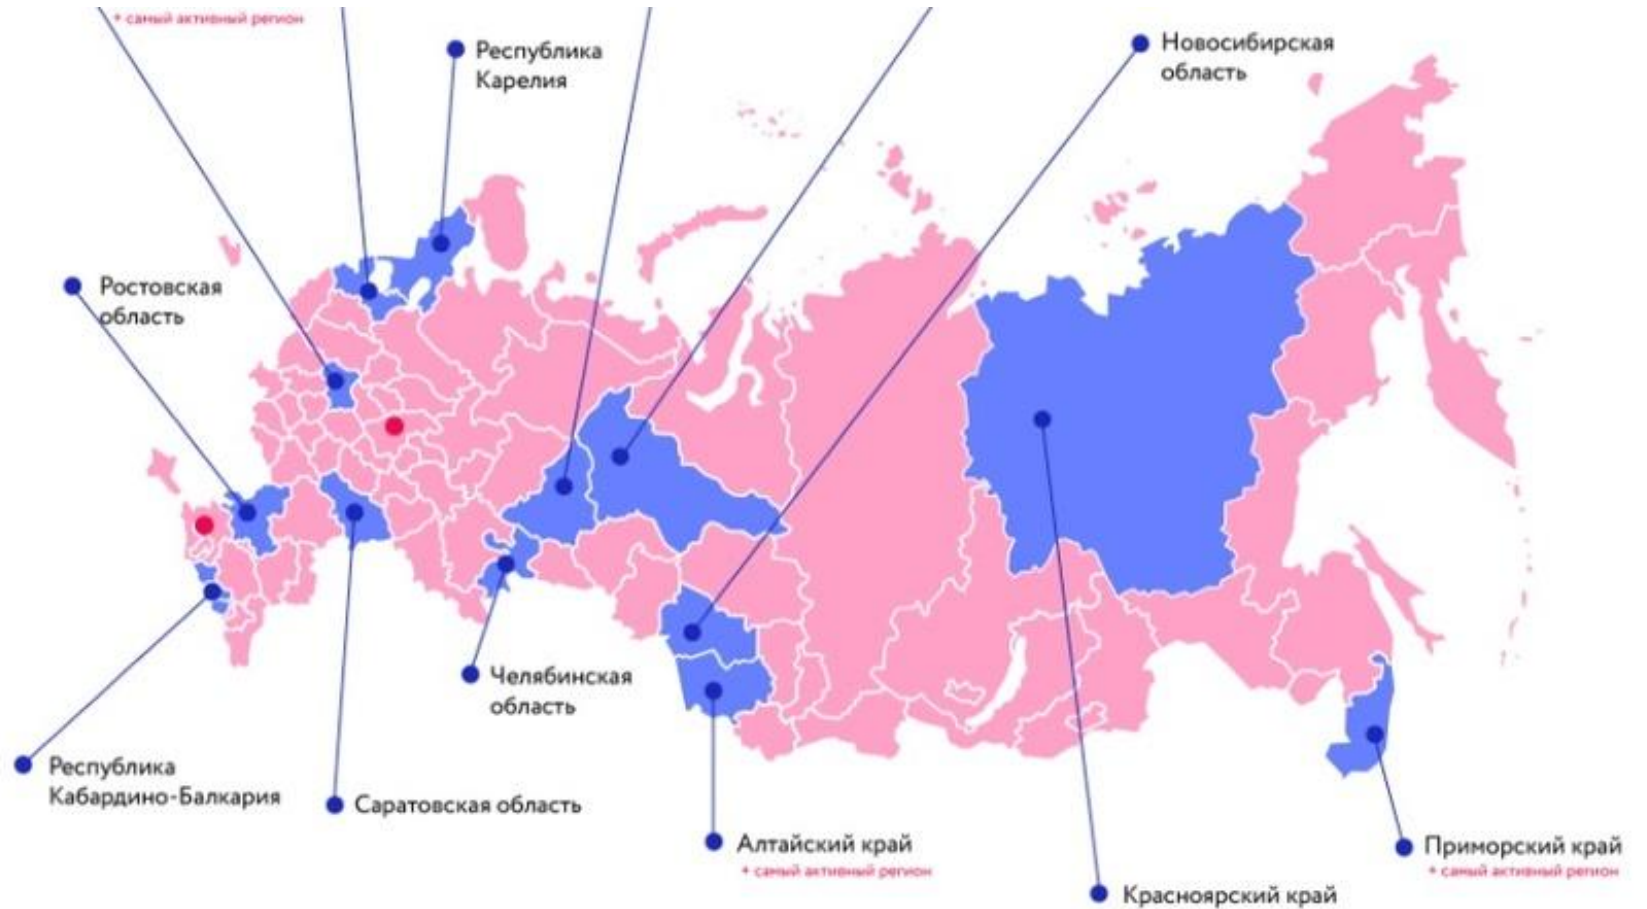 + самый активный регион
Республика
Карелия
Новосибирская
область
Ростовская
область
Челябинская
область
Республика
Кабардино-Балкария
Саратовская область
Алтайский край
+ самый активный регион
Приморский край
+ самый активный регион
Красноярский край